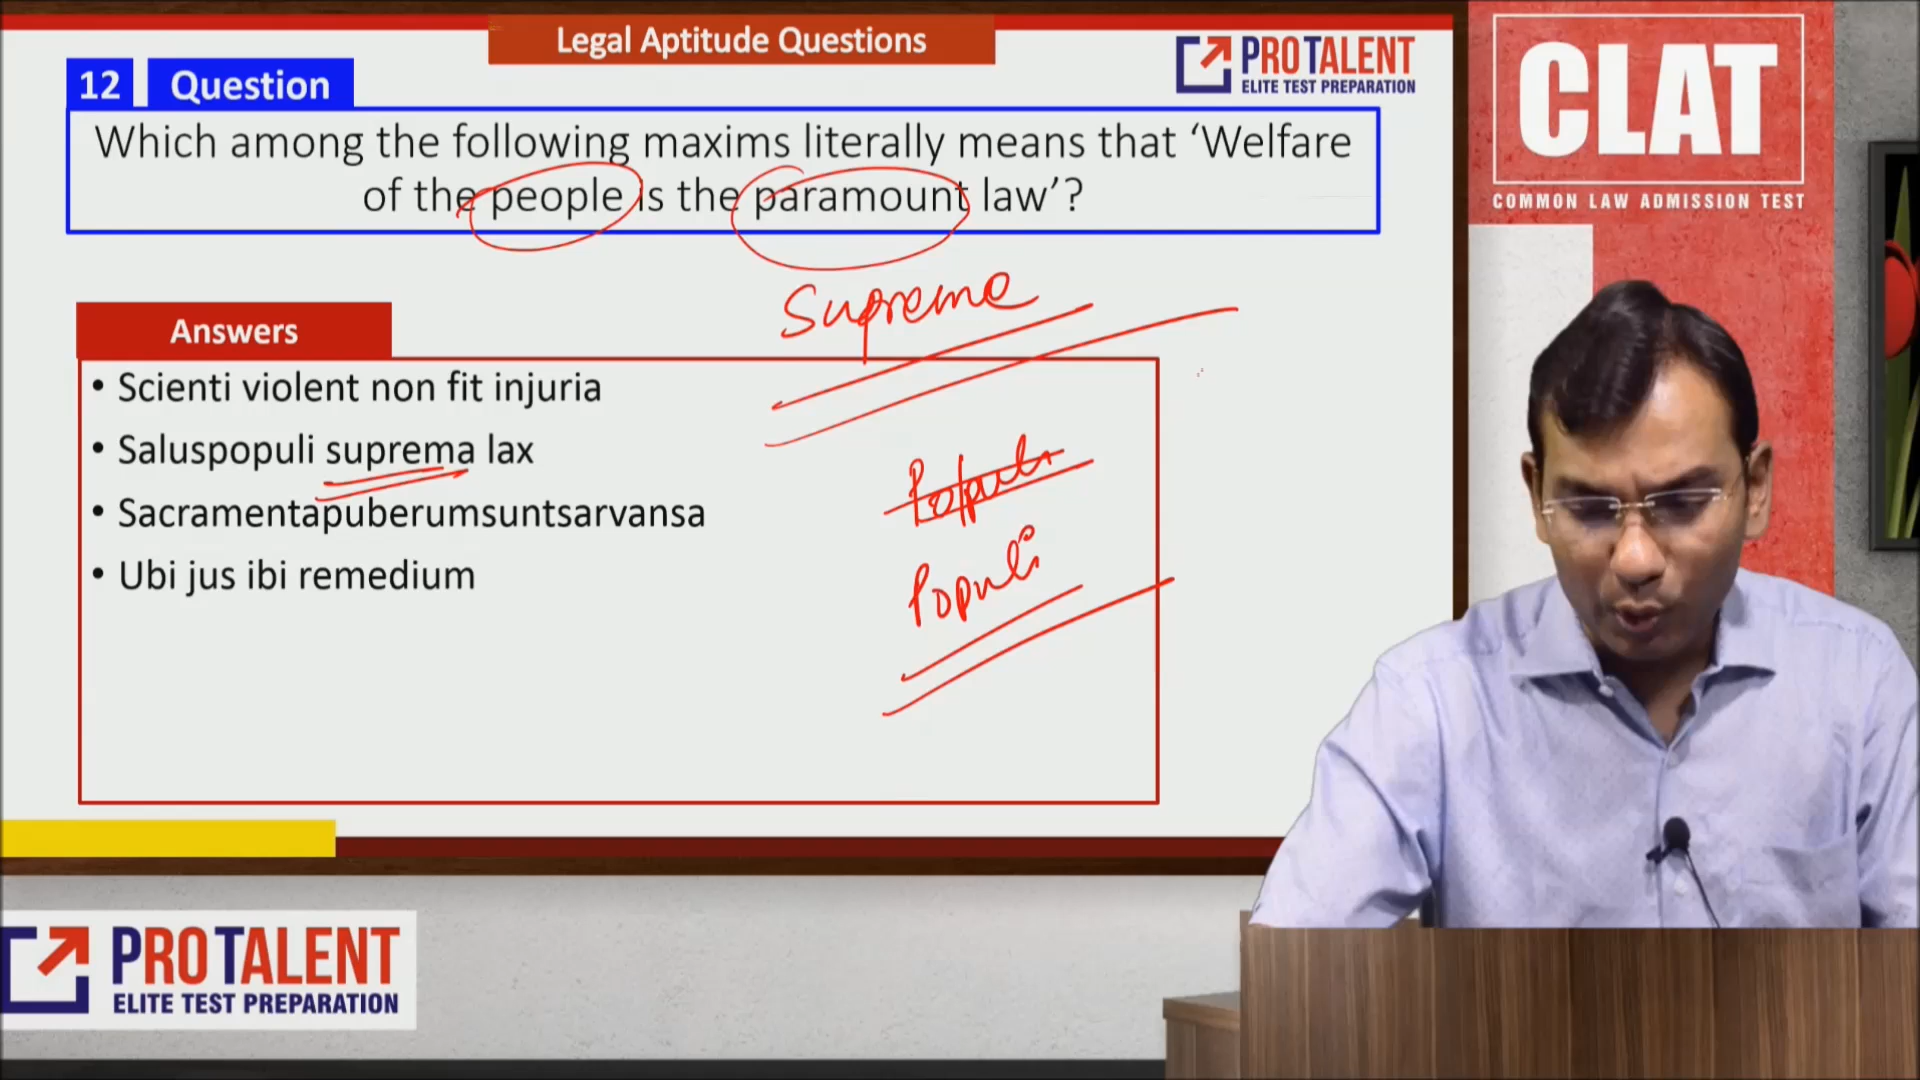 Legal Aptitude Questions
PROTALENT
ELITE TEST PREPARATION
CLAT
COMMON LAW ADMISSION TEST
12 Question
Which among the following maxims literally means that ‘Welfare
of the people is the paramount law’?
Supreme
Answers
• Scienti violent non fit injuria
• Saluspopuli suprema lax
• Sacramentapuberumsuntsarvansa
• Ubi jus ibi remedium
Populi
PROTALENT
ELITE TEST PREPARATION